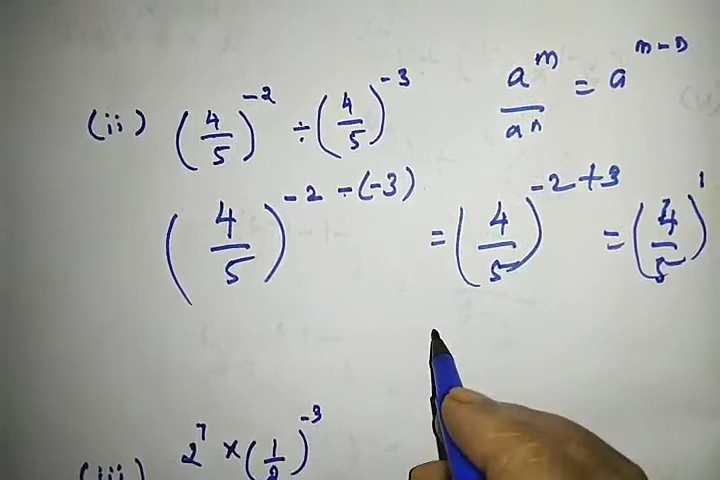 (ii) (4/5)^-2 ÷ (4/5)^-3   a^m/a^n = a^m-n
(4/5)^-2-(-3) = (4/5)^-2+3 = (4/5)^1
(iii) 2^7 × (1/2)^-3